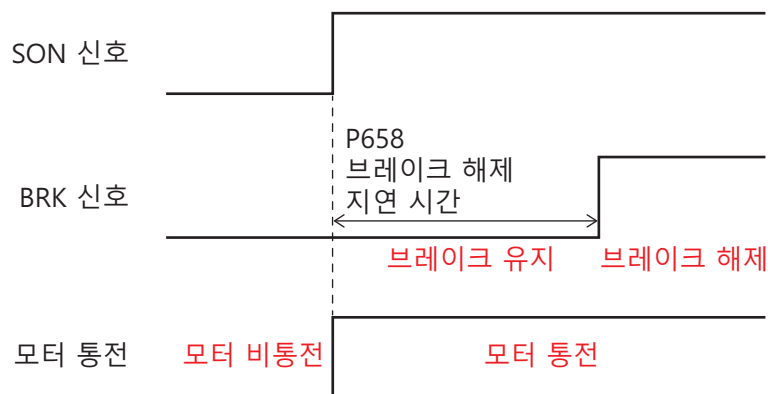 SON 신호
P658
브레이크 해제
지연 시간
BRK 신호
브레이크 유지 브레이크 해제
모터 통전 모터 비통전 모터 통전